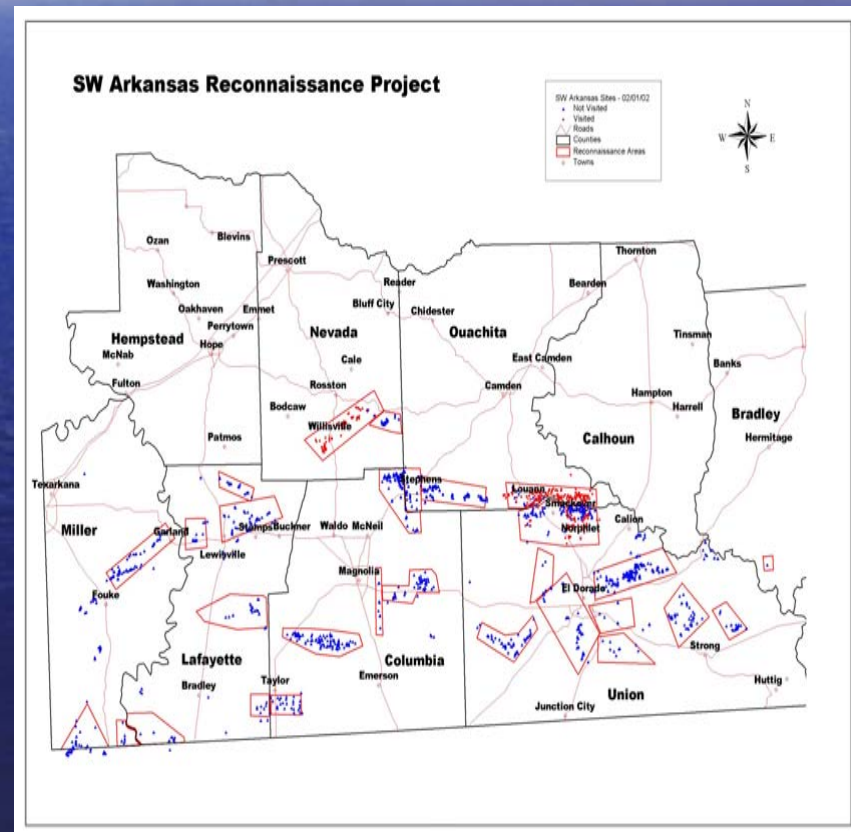 SW Arkansas Reconnaissance Project
SW Arkansas Sites - 02/01/02
Not Visited
Visited
Roads
Counties
Reconnaissance Areas
Towns
N
W E
S
Thornton
Ozan Blevins
Prescott
Washington
Reader
Bearden
Oakhaven Emmet
Bluff City Chidester
Perrytown
Nevada Ouachita
Hempstead
Hope
Tinsman
McNab
Cale
East Camden
Banks
Fulton
Rosston
Camden
Hampton
Bodcaw
Harrell
Bradley
Willisville
Patmos
Calhoun
Hermitage
Texarkana
Stephens
Louann
Smackover
Miller
Garland
Stamps Buckner Waldo McNeil
Norphlet
Calion
Lewisville
Magnolia
Fouke
El Dorado
Lafayette
Columbia
Strong
Bradley
Taylor
Emerson
Huttig
Union
Junction City